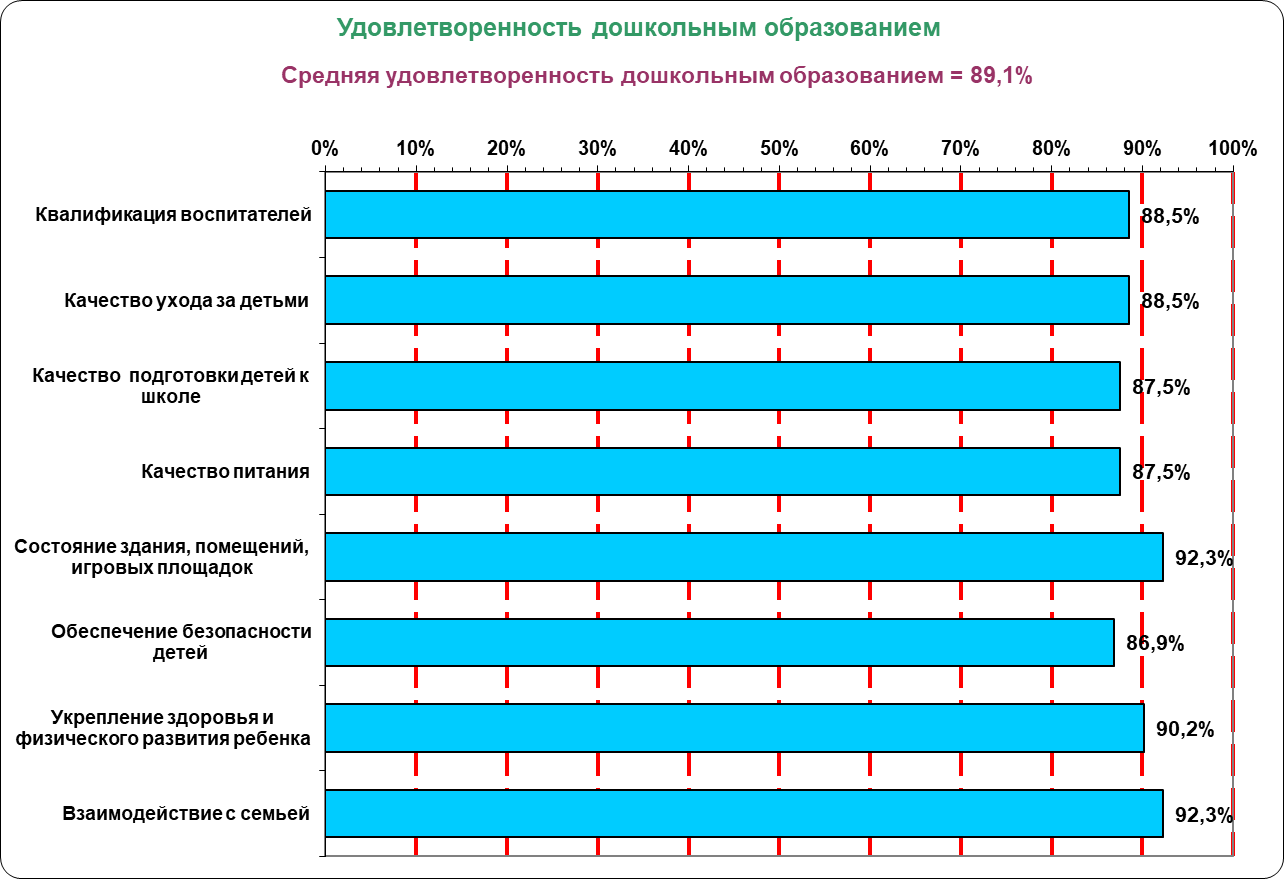 Удовлетворенность дошкольным образованием
Средняя удовлетворенность дошкольным образованием = 89,1%
0% 10% 20% 30% 40% 50% 60% 70% 80% 90% 100%
Квалификация воспитателей 88,5%
Качество ухода за детьми 88,5%
Качество подготовки детей к
школе
87,5%
Качество питания 87,5%
Состояние здания, помещений,
игровых площадок
92,3%
Обеспечение безопасности
детей
86,9%
Укрепление здоровья и
физического развития ребенка
90,2%
Взаимодействие с семьей 92,3%